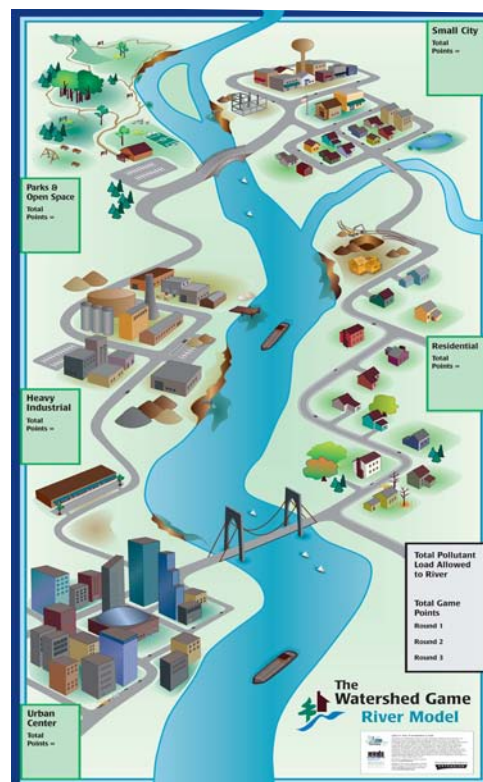 Small City
Total
Points =
Parks &
Open Space
Total
Points =
Residential
Total
Points =
Heavy
Industrial
Total
Points =
Total Pollutant
Load Allowed
to River
Total Game
Points
Round 1
Round 2
Round 3
Urban
Center
Total
Points =
The
Watershed Game
River Model